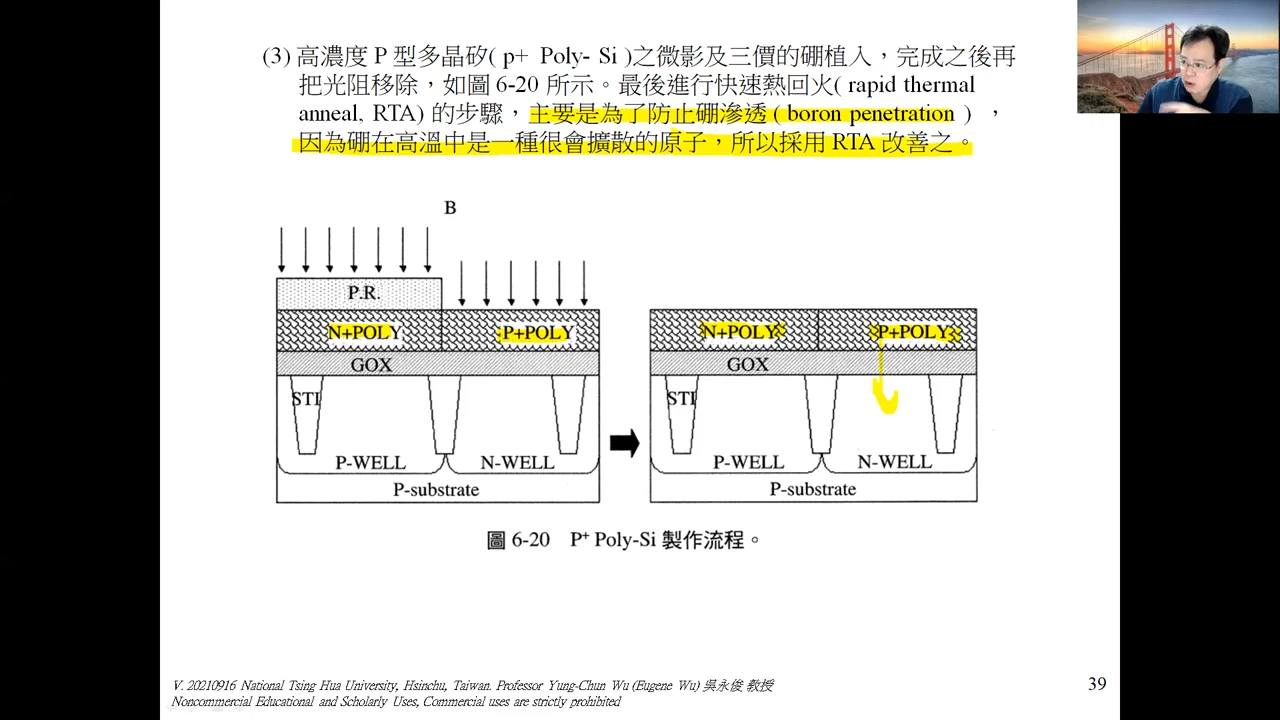 (3) 高濃度 P 型多晶矽( p+ Poly- Si )之微影及三價的硼植入，完成之後再
把光阻移除，如圖 6-20 所示。最後進行快速熱回火( rapid thermal
anneal, RTA) 的步驟，主要是為了防止硼滲透 ( boron penetration )，
因為硼在高溫中是一種很會擴散的原子，所以採用 RTA 改善之。
B
P.R.
N+POLY P+POLY
GOX
STI
P-WELL N-WELL
P-substrate
N+POLY P+POLY
GOX
STI
P-WELL N-WELL
P-substrate
圖 6-20 P+ Poly-Si 製作流程。
V. 20210916 National Tsing Hua University, Hsinchu, Taiwan. Professor Yung-Chun Wu (Eugene Wu) 吳永俊 教授
Noncommercial Educational and Scholarly Uses, Commercial uses are strictly prohibited
39